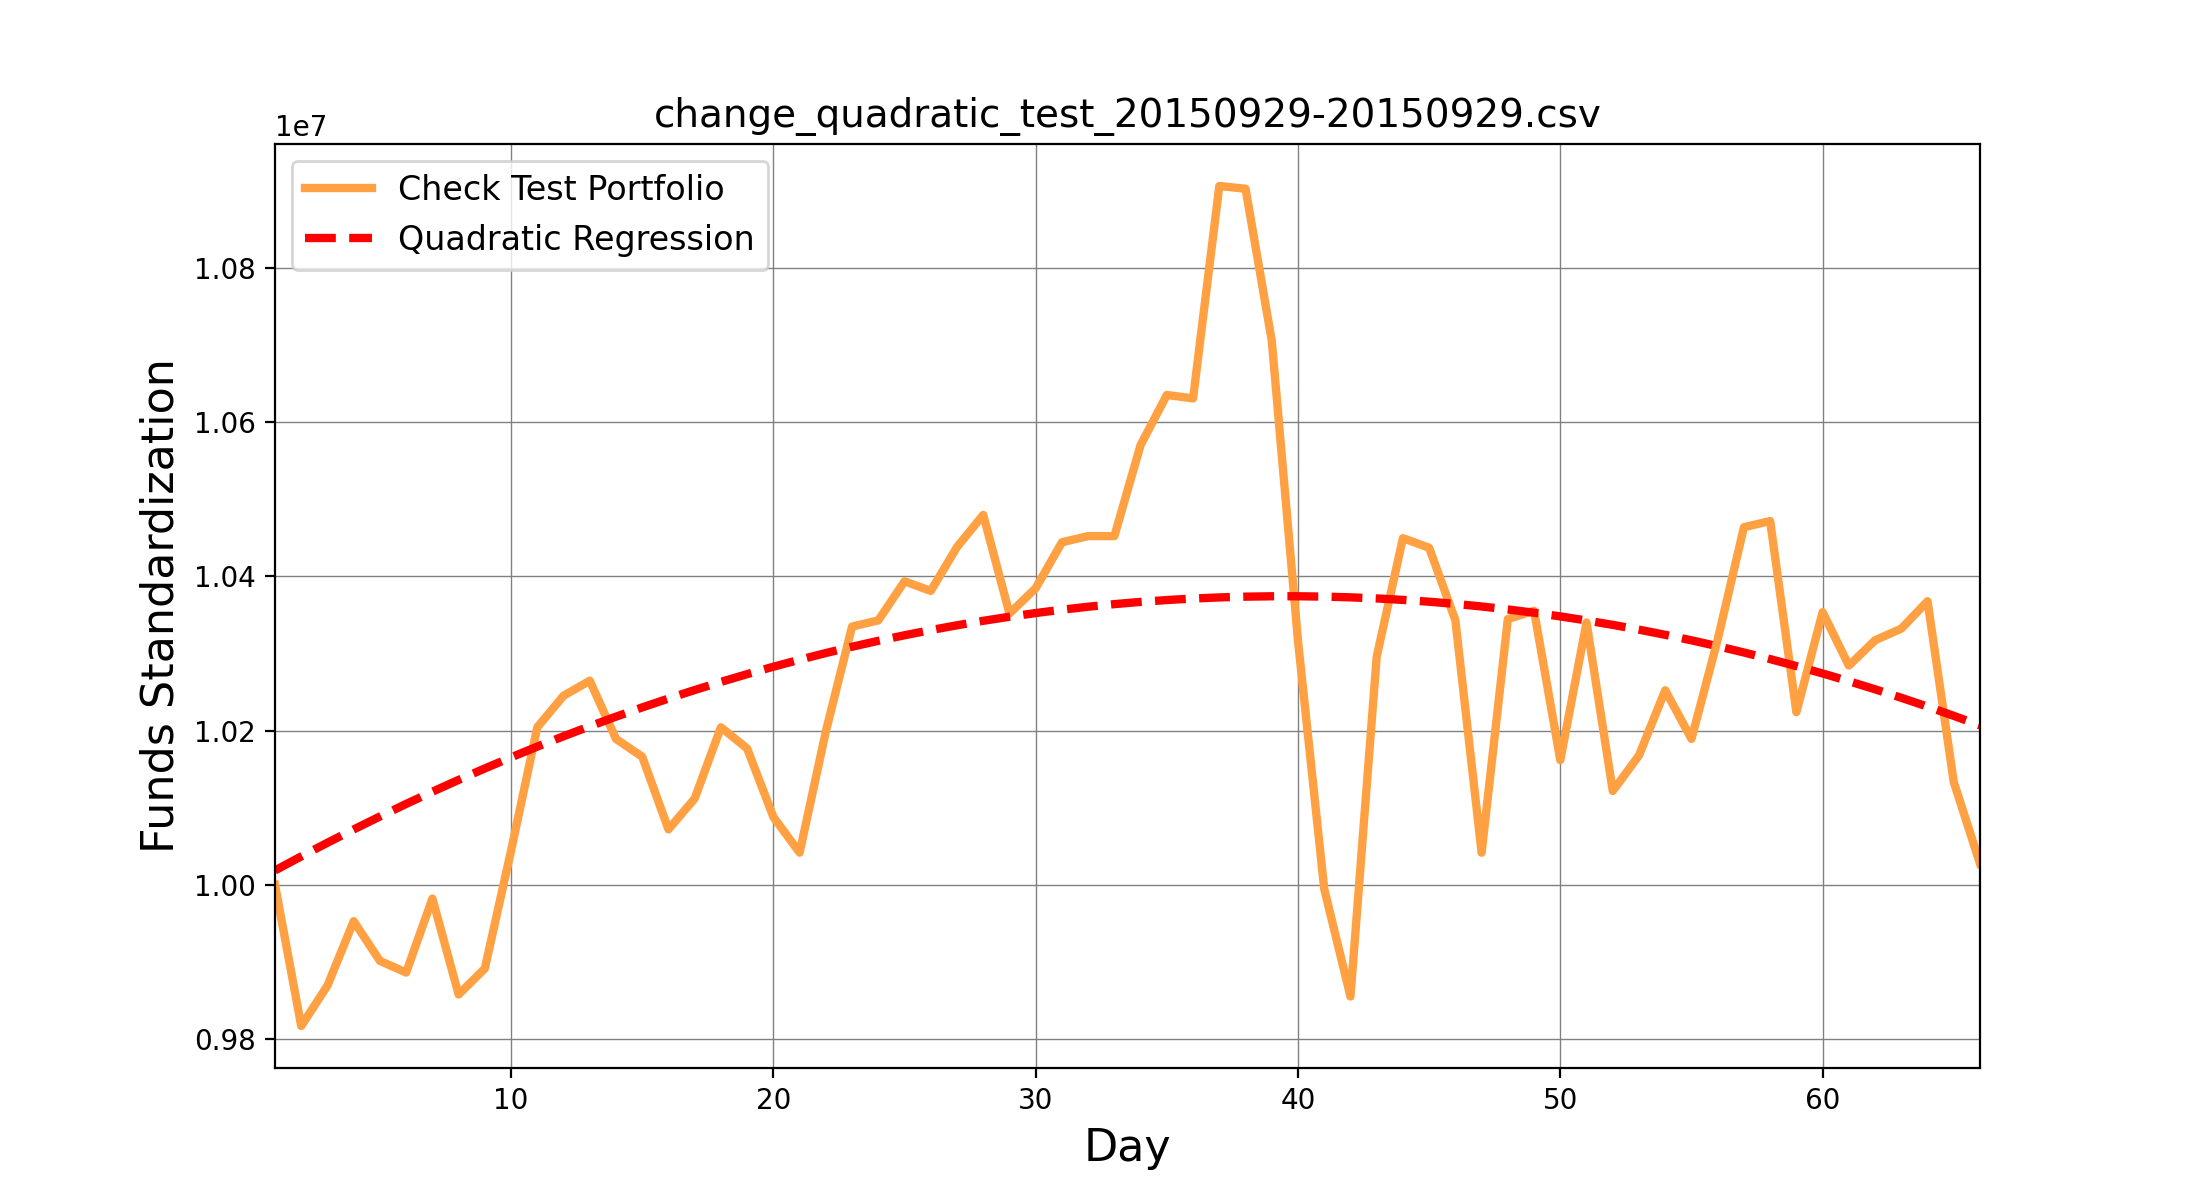 change_quadratic_test_20150929-20150929.csv
1e7
Check Test Portfolio
Quadratic Regression
1.08
1.06
1.04
1.02
1.00
0.98
Funds Standardization
10 20 30 40 50 60
Day